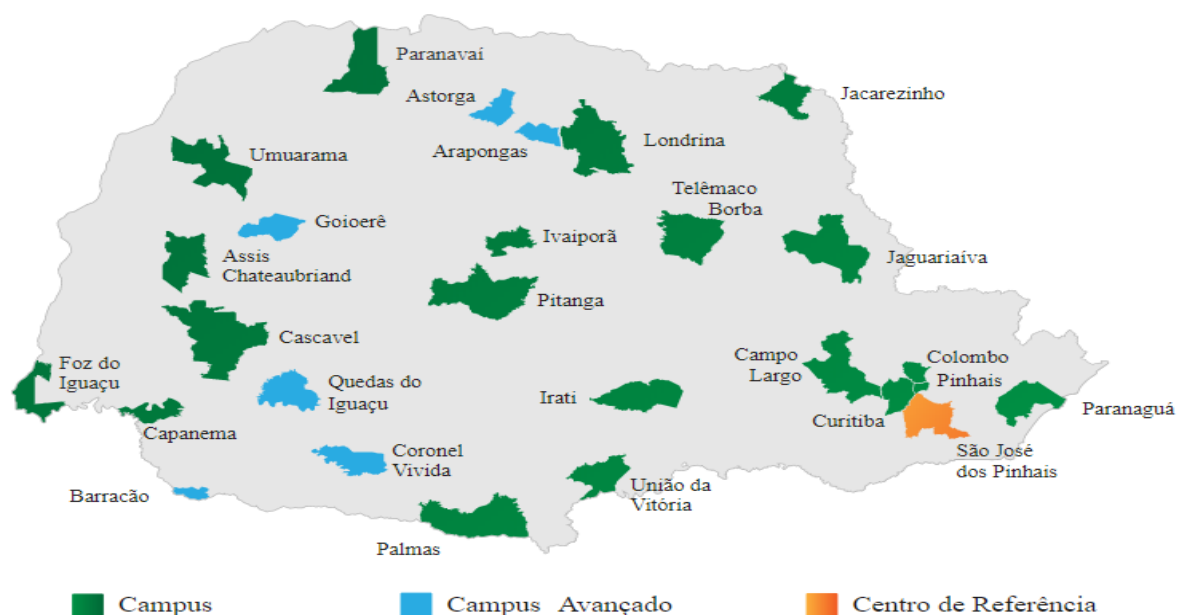 Paranavaí
Astorga
Jacarezinho
Arapongas
Londrina
Umuarama
Telêmaco
Borba
Goioerê
Ivaiporã
Assis
Chateaubriand
Jaguariaíva
Pitanga
Cascavel
Foz do
Iguaçu
Quedas do
Iguaçu
Campo
Largo
Colombo
Pinhais
Irati
Curitiba
Paranaguá
Capanema
Coronel
Vivida
São José
dos Pinhais
Barracão
União da
Vitória
Palmas
Campus
Campus Avançado
Centro de Referência